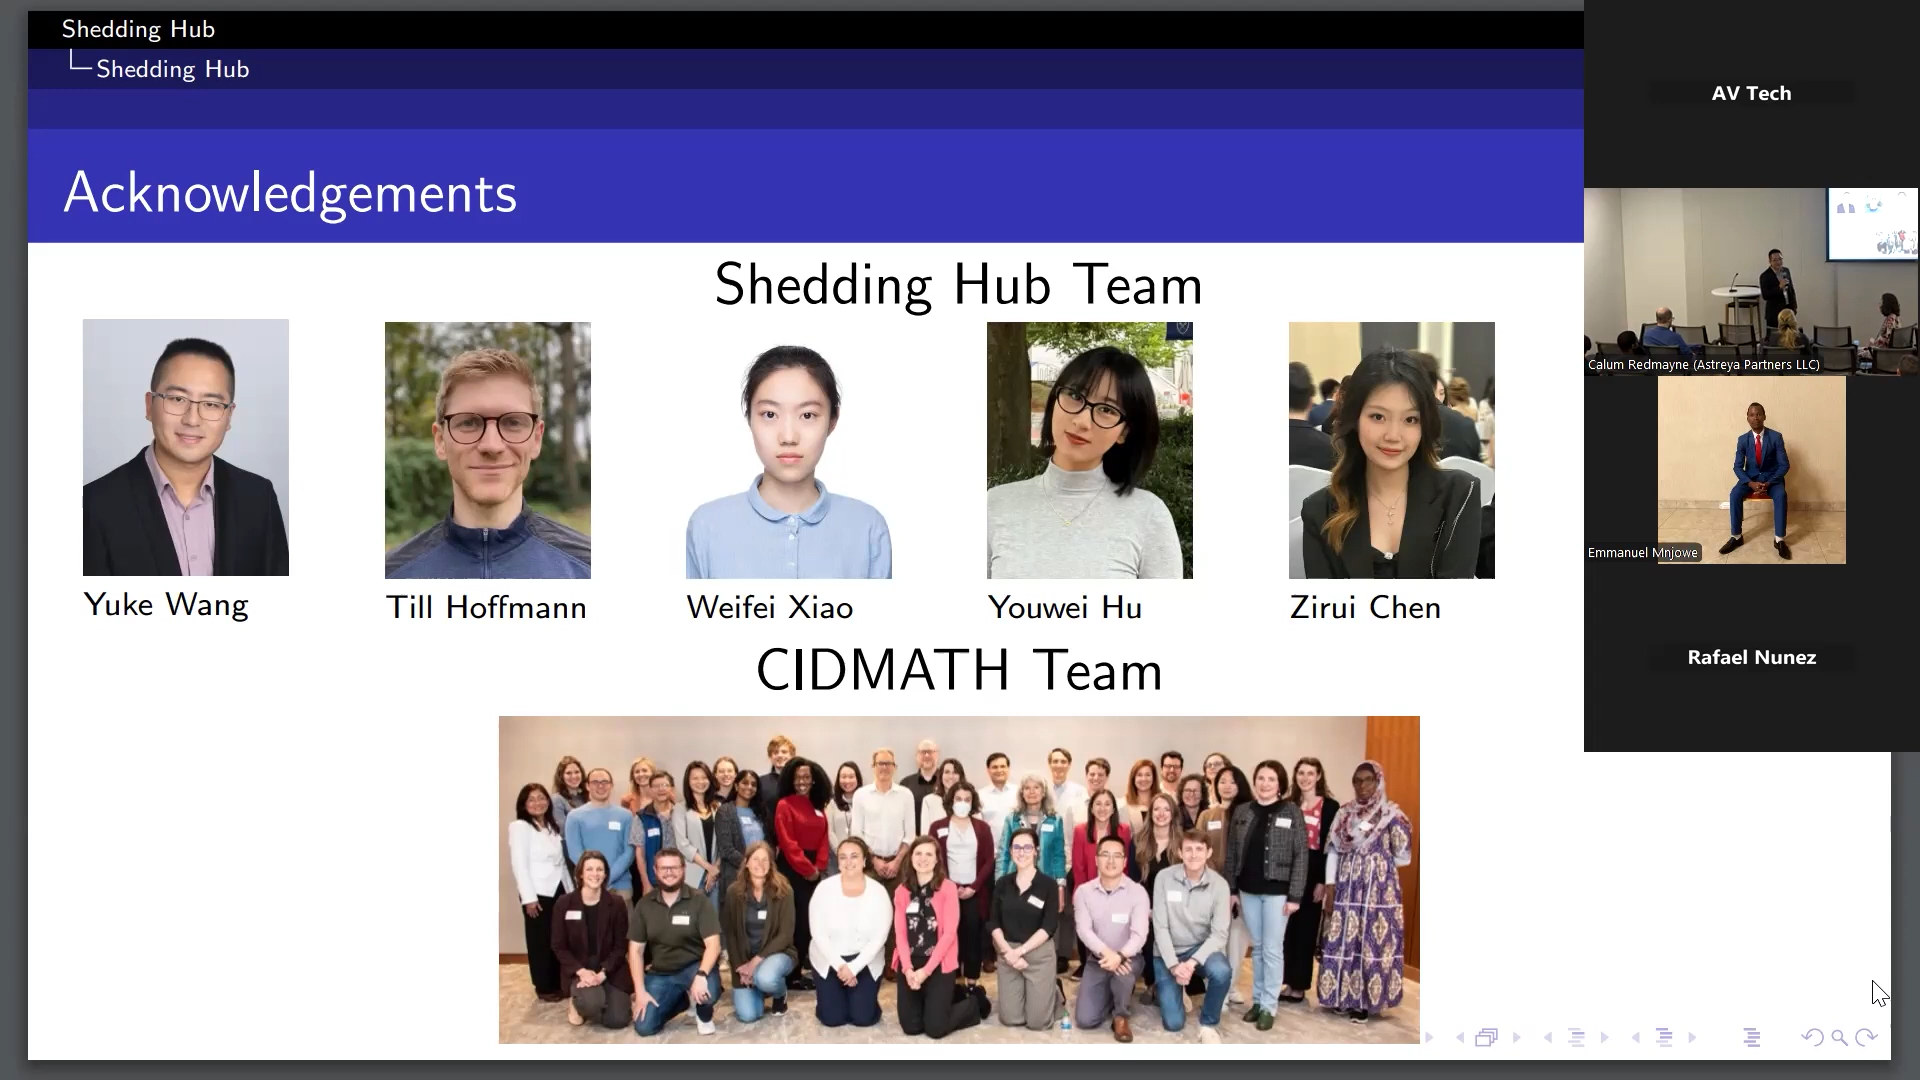 Shedding Hub
Shedding Hub
Acknowledgements
Shedding Hub Team
Yuke Wang
Till Hoffmann
Weifei Xiao
Youwei Hu
Zirui Chen
CIDMATH Team
AV Tech
Calum Redmayne (Astreya Partners LLC)
Emmanuel Mnjowe
Rafael Nunez